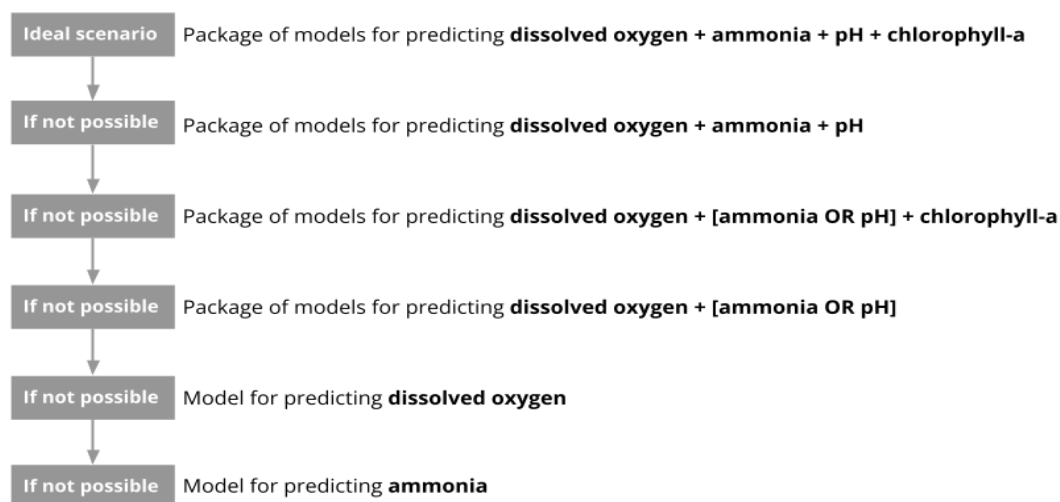 Ideal scenario Package of models for predicting dissolved oxygen + ammonia + pH + chlorophyll-a
If not possible Package of models for predicting dissolved oxygen + ammonia + pH
If not possible Package of models for predicting dissolved oxygen + [ammonia OR pH] + chlorophyll-a
If not possible Package of models for predicting dissolved oxygen + [ammonia OR pH]
If not possible Model for predicting dissolved oxygen
If not possible Model for predicting ammonia